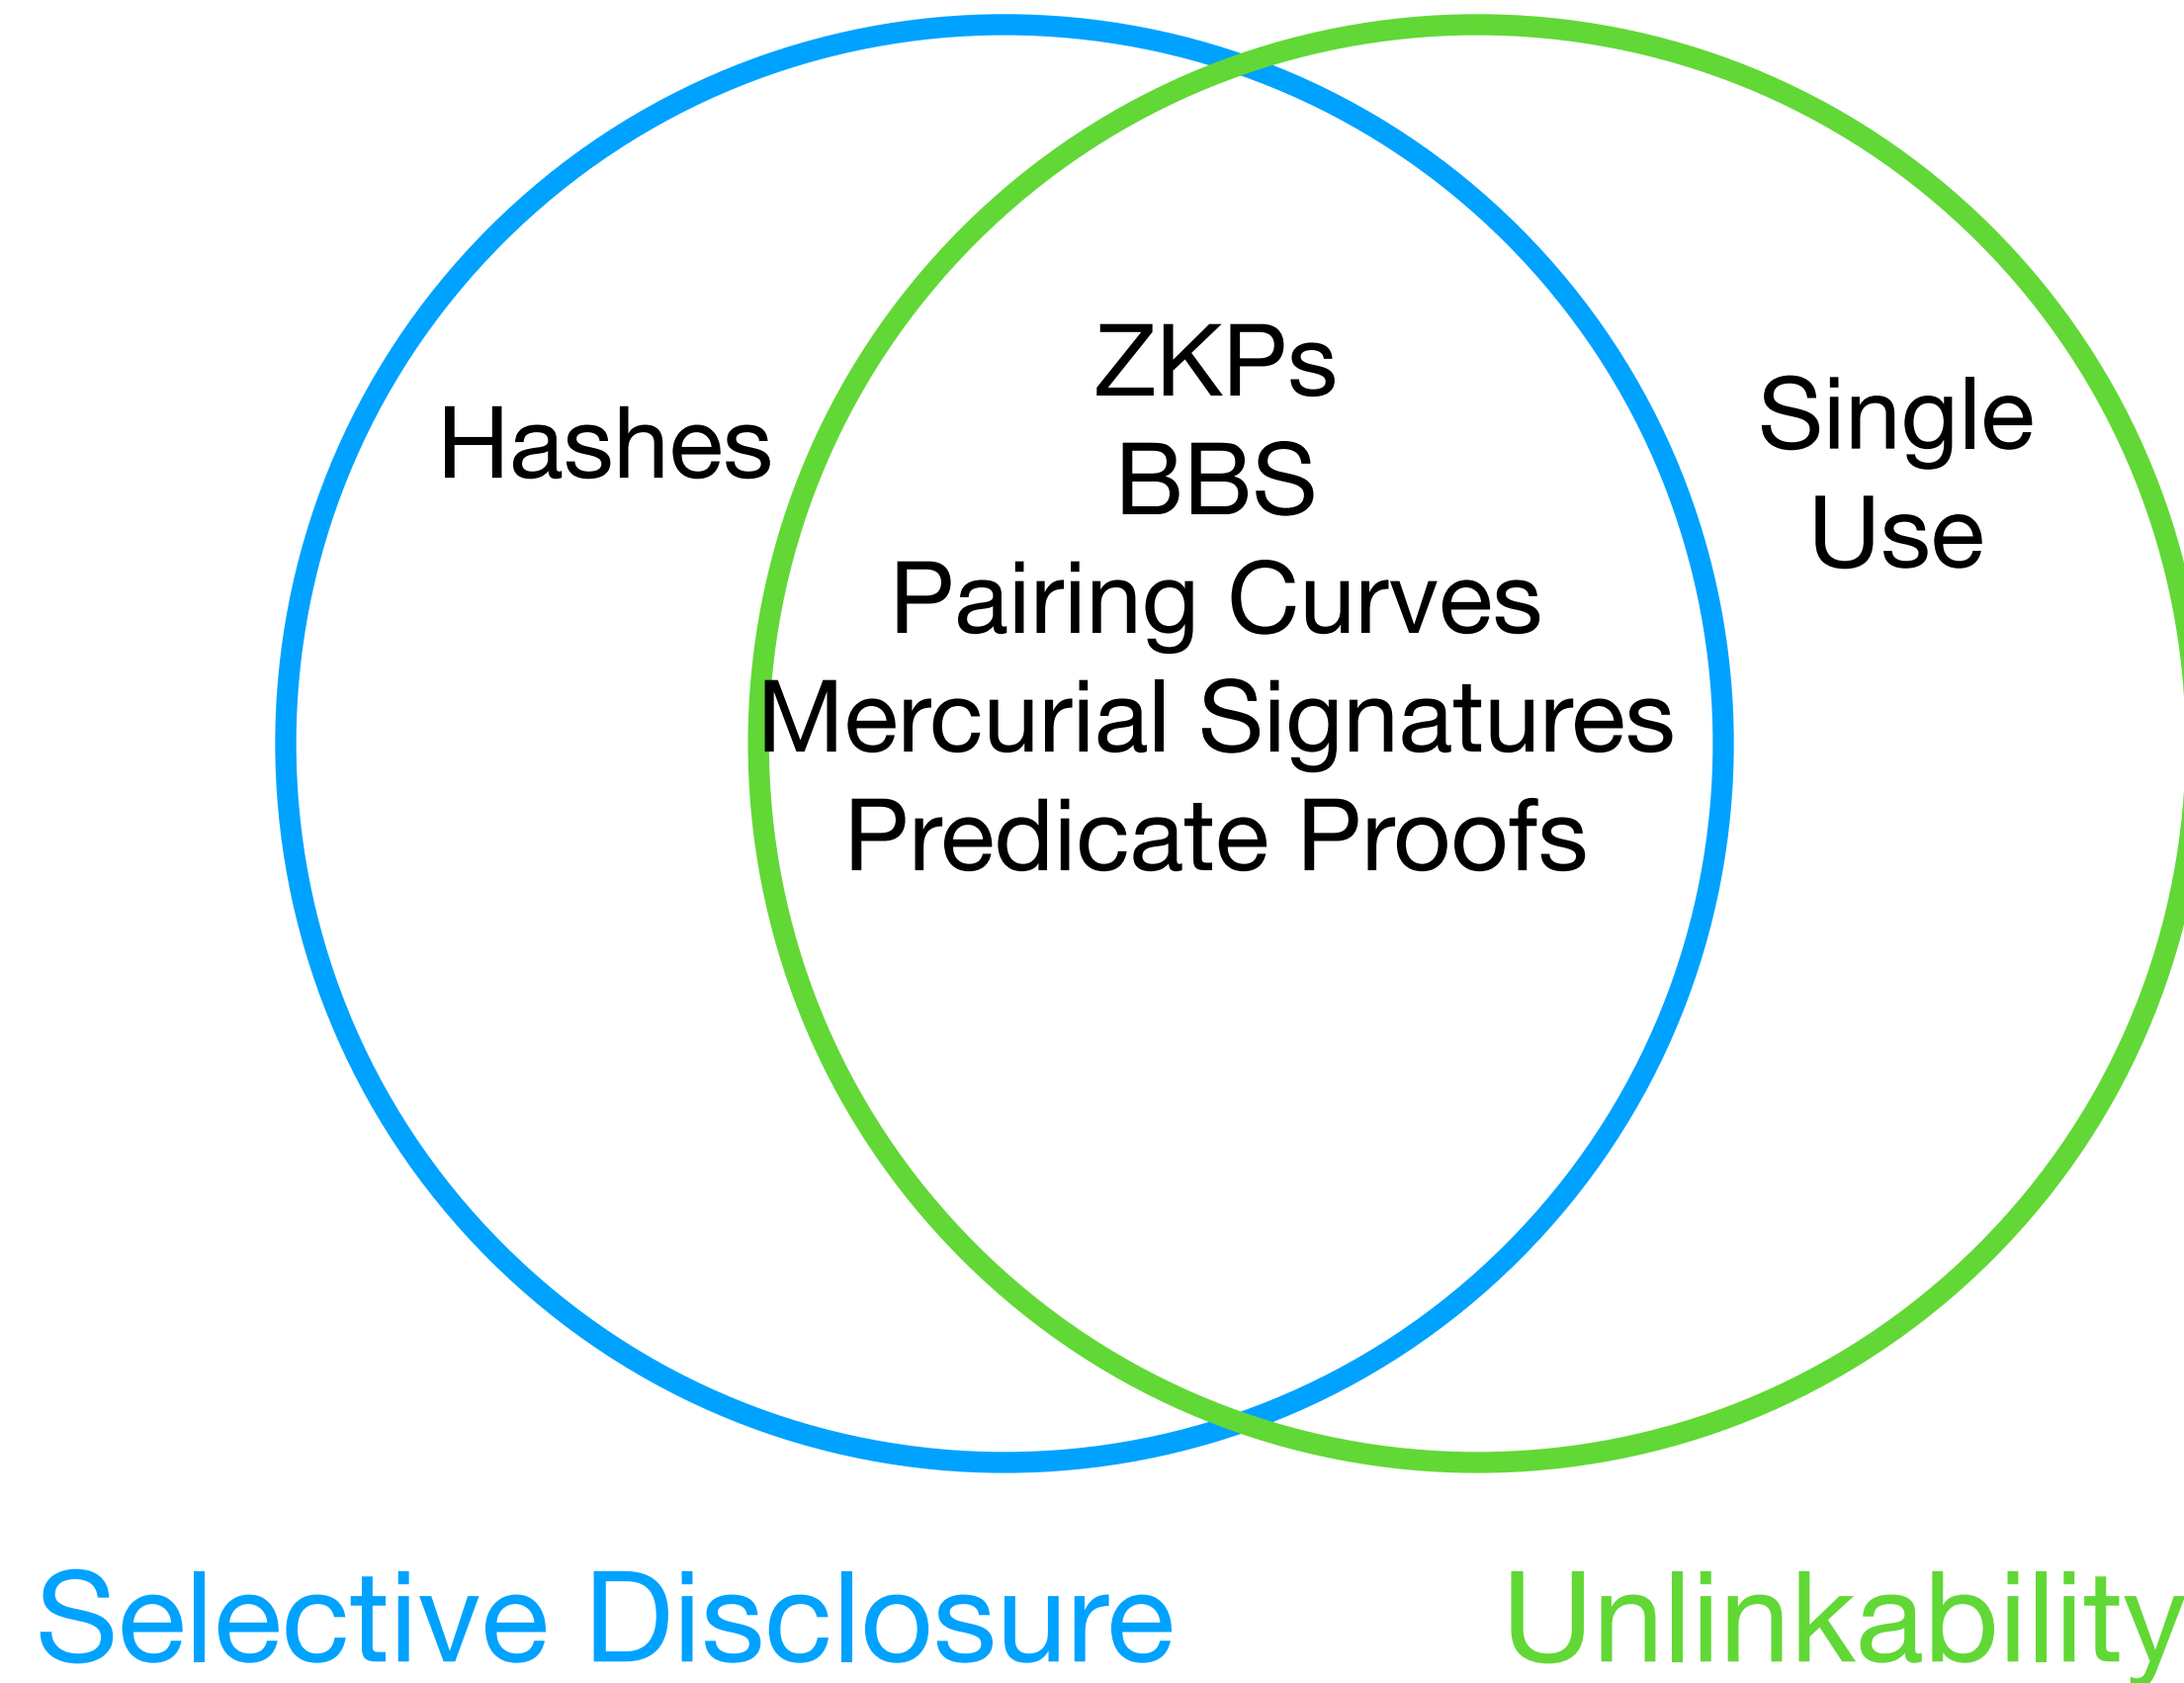 Hashes
ZKPs
BBS
Pairing Curves
Mercurial Signatures
Predicate Proofs
Single
Use
Selective Disclosure
Unlinkability